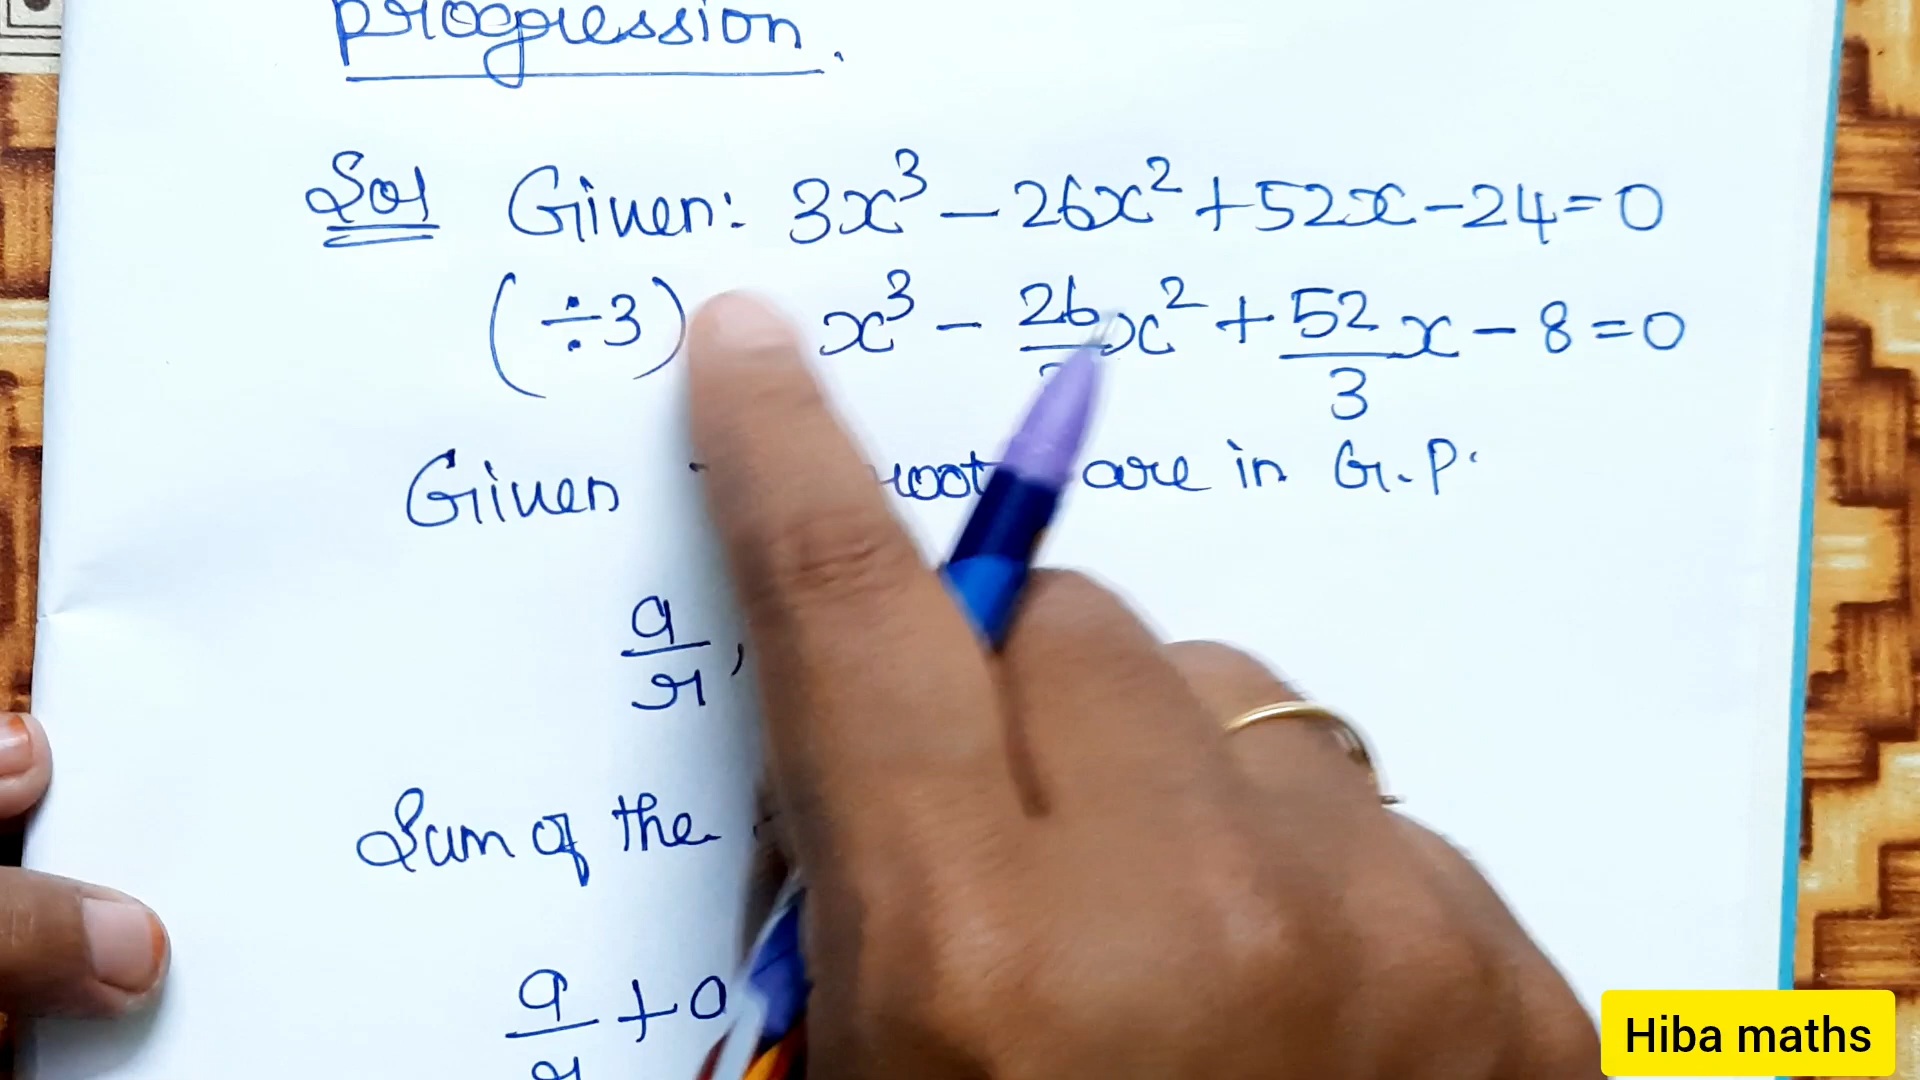 Progression.
Sol Given: 3x³ - 26x² + 52x - 24 = 0
(÷3) x³ - 26/ x² + 52/3 x - 8 = 0
Given are in G.P.
a/r,
Sum of the
a/r +
Hiba maths